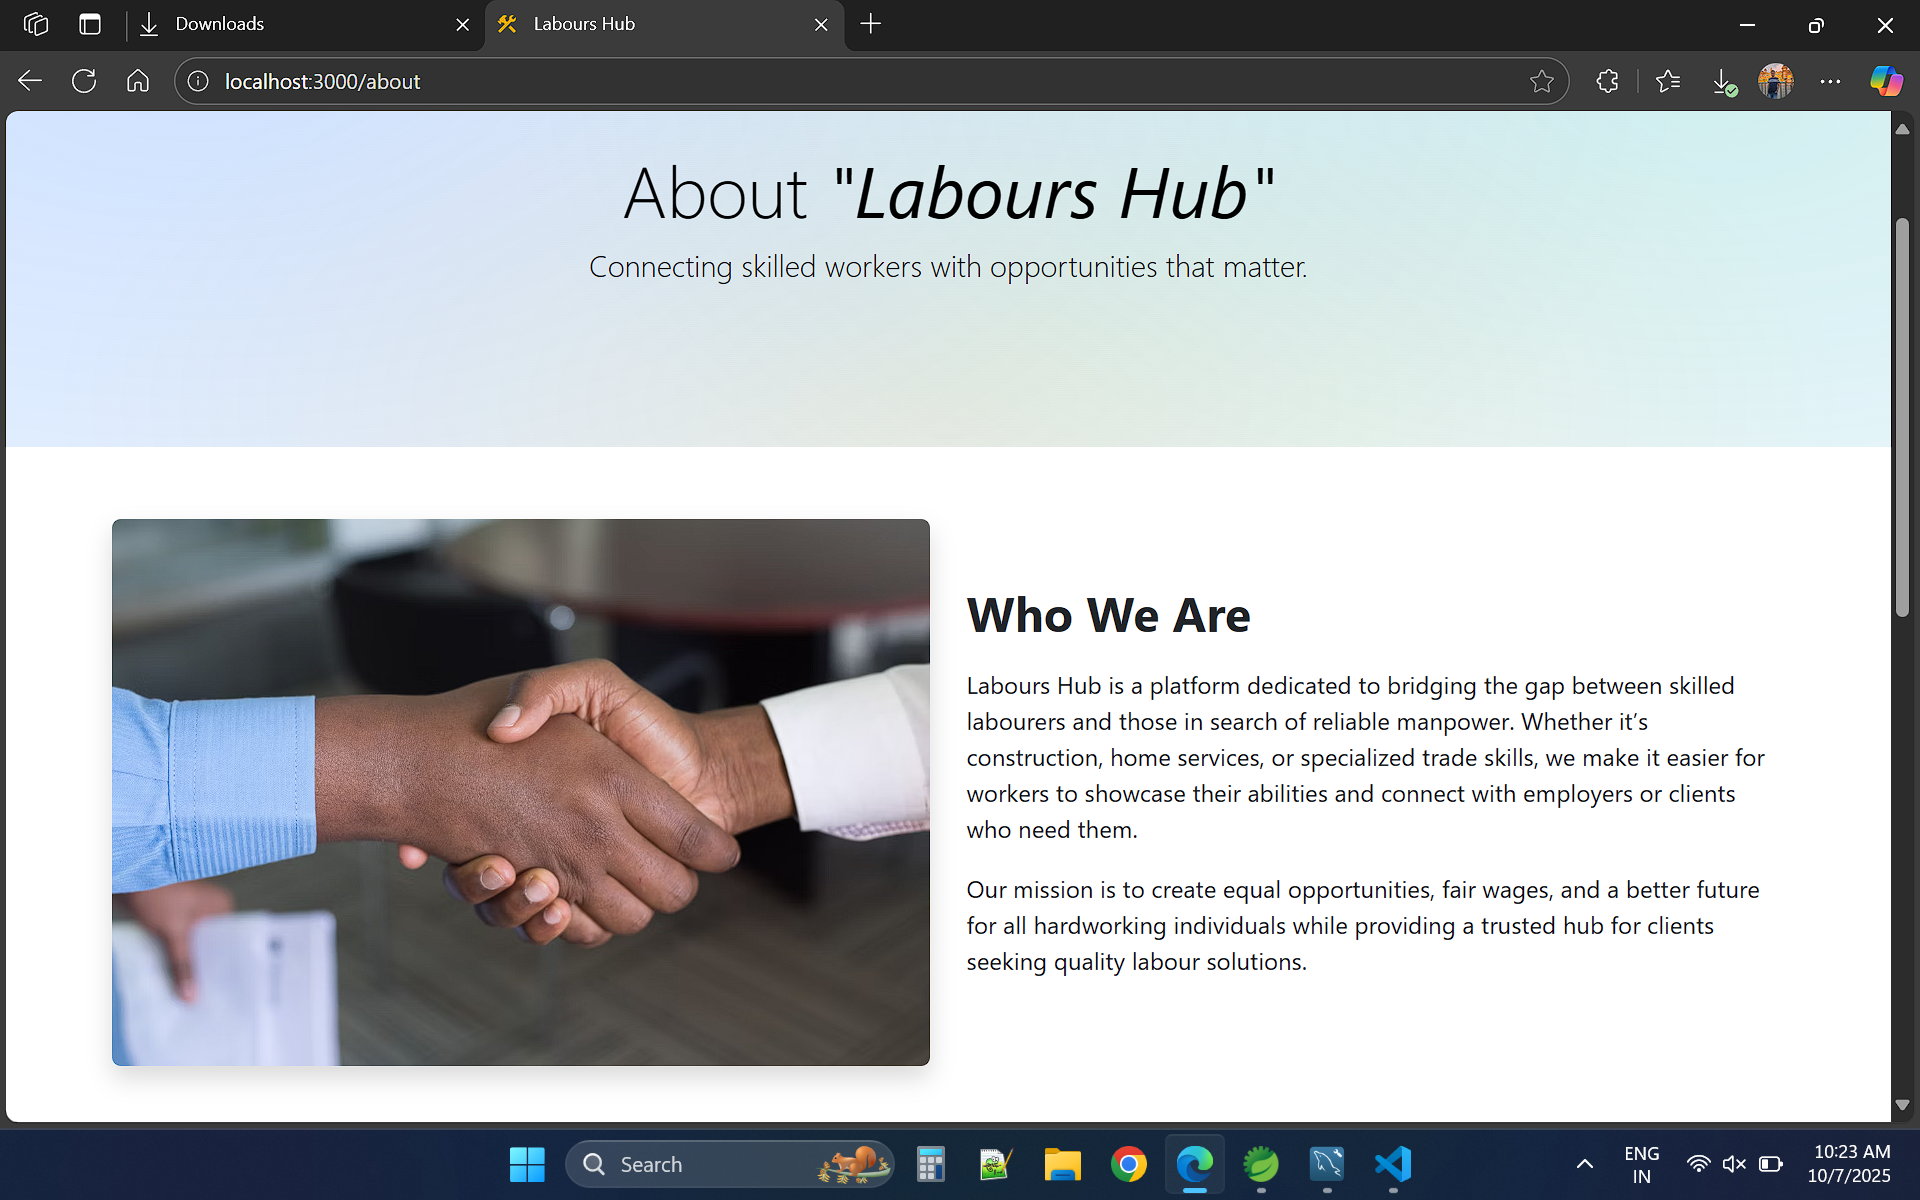 Downloads
Labours Hub
localhost:3000/about
About "Labours Hub"
Connecting skilled workers with opportunities that matter.
Who We Are
Labours Hub is a platform dedicated to bridging the gap between skilled
labourers and those in search of reliable manpower. Whether it’s
construction, home services, or specialized trade skills, we make it easier for
workers to showcase their abilities and connect with employers or clients
who need them.
Our mission is to create equal opportunities, fair wages, and a better future
for all hardworking individuals while providing a trusted hub for clients
seeking quality labour solutions.
Search
ENG
IN
10:23 AM
10/7/2025